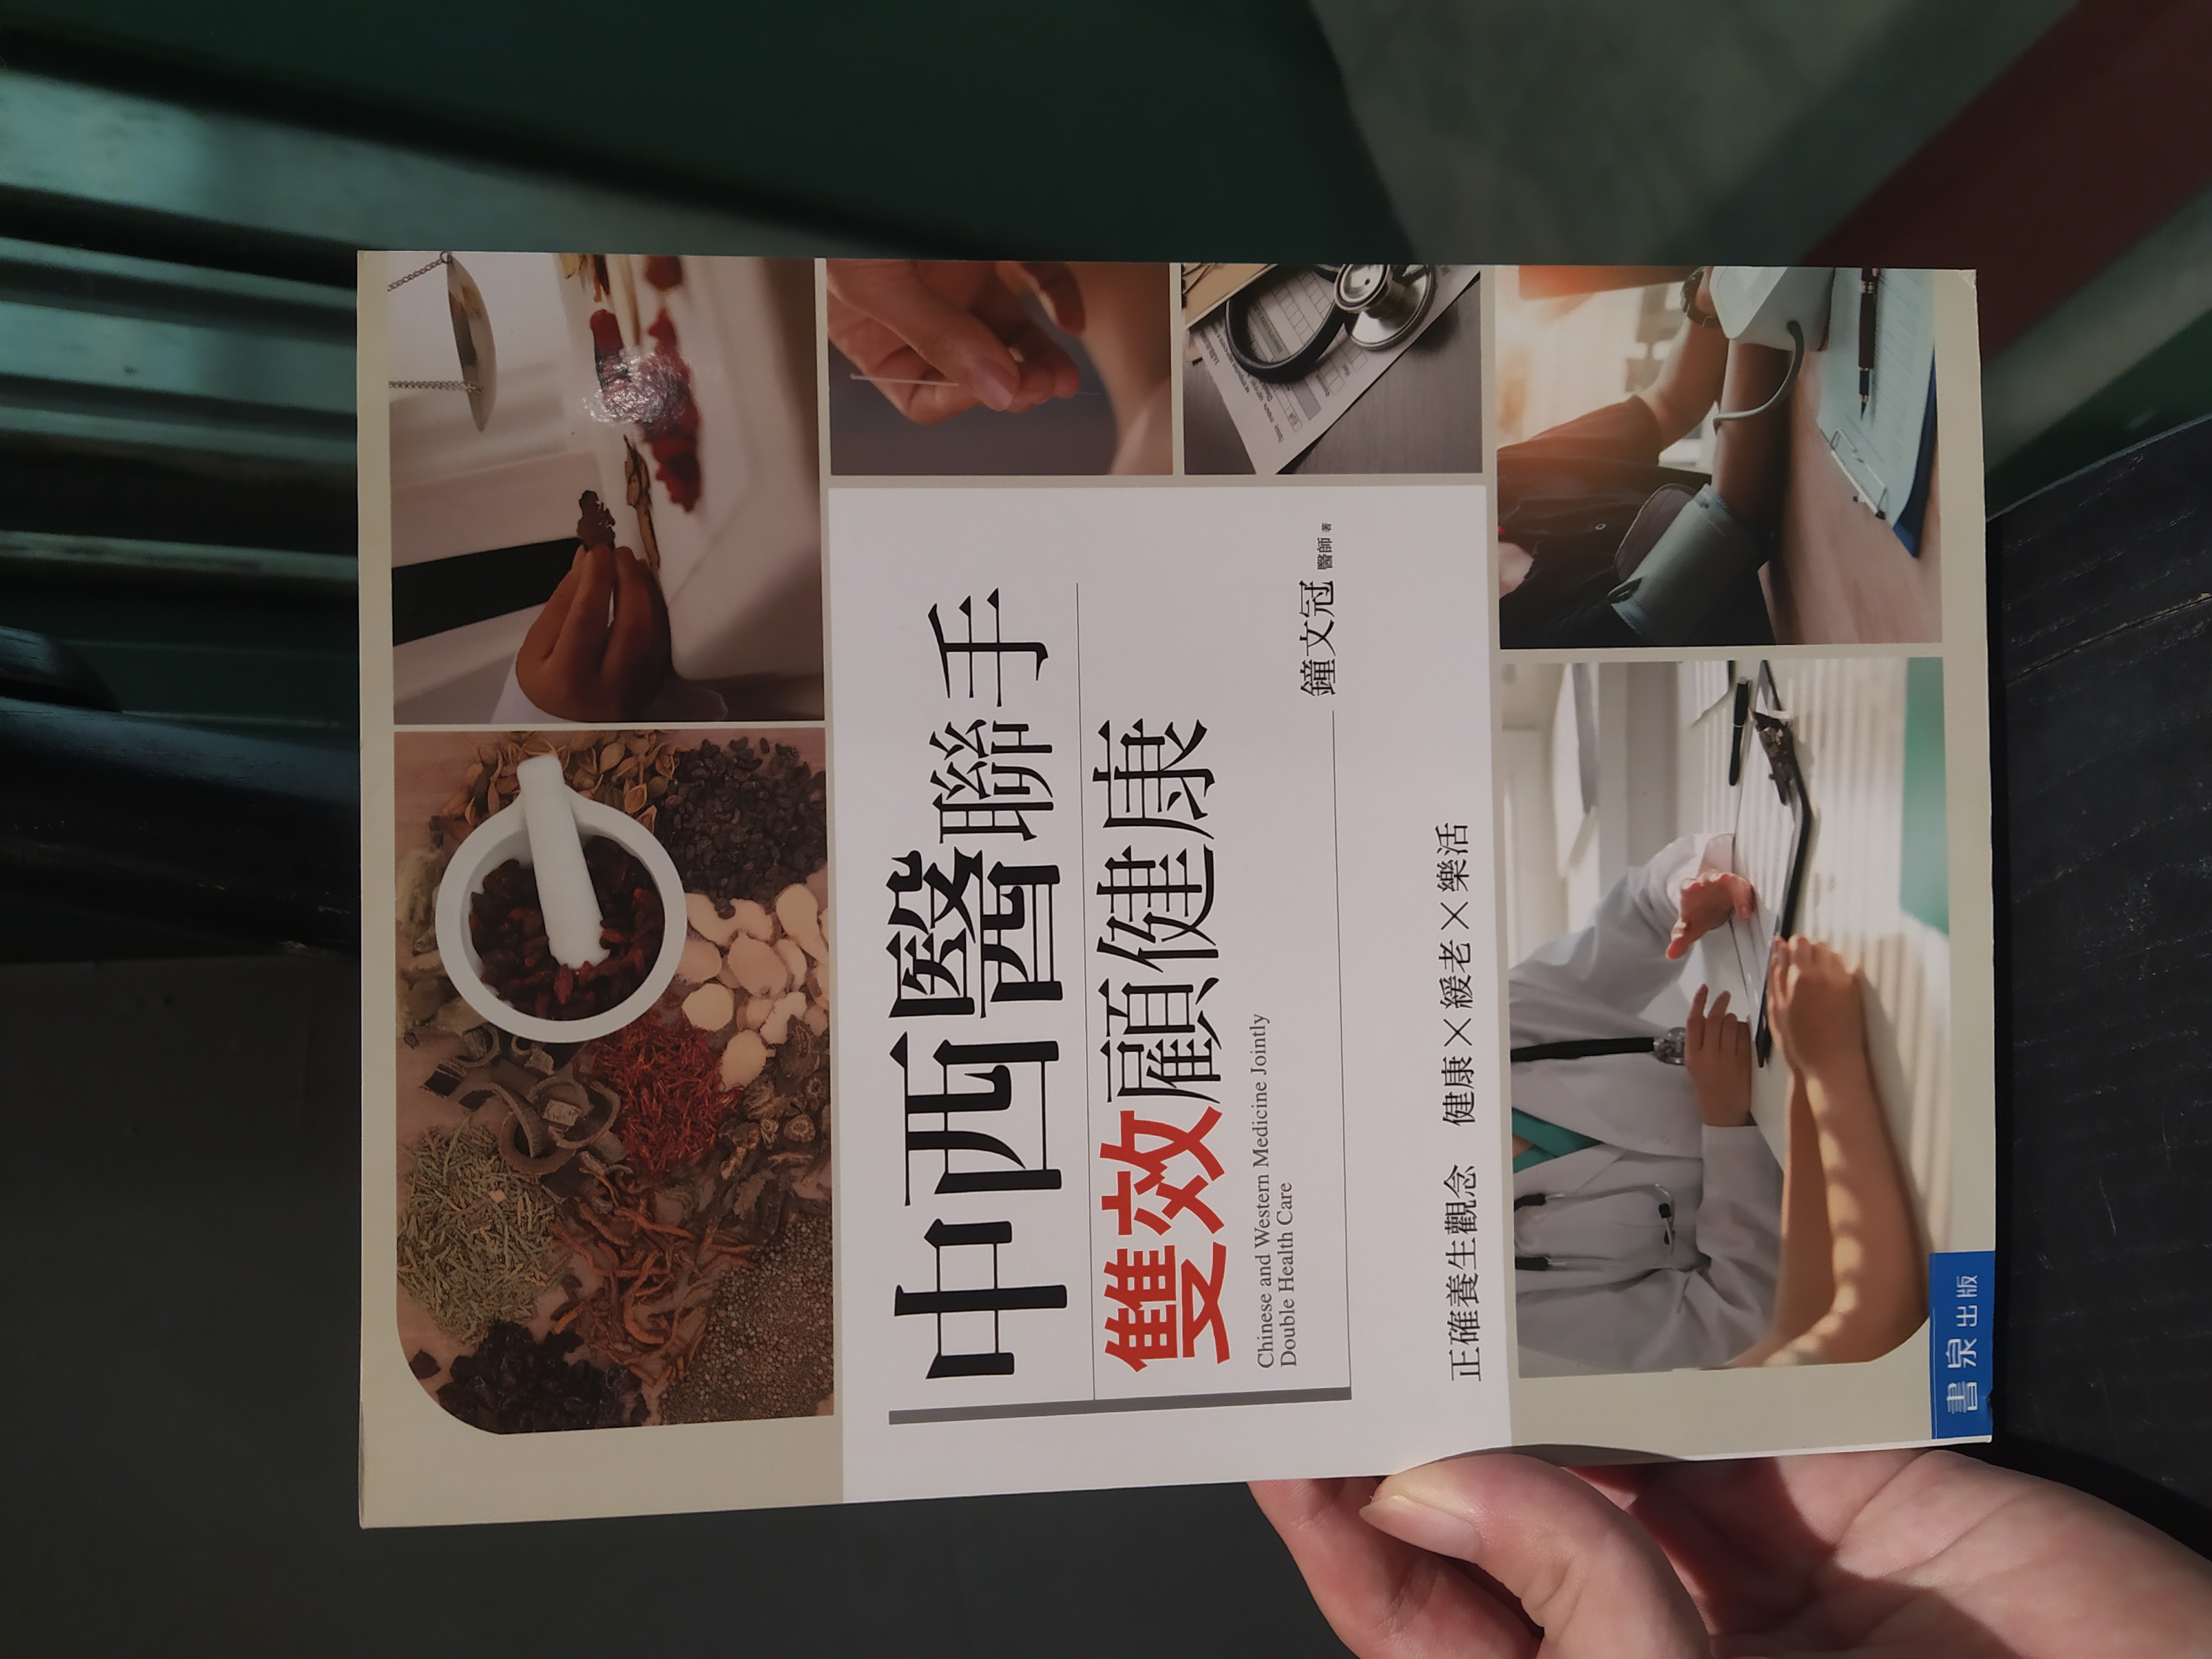 中西醫聯手
雙效顧健康
Chinese and Western Medicine Jointly
Double Health Care
鐘文冠 醫師 著
正確養生觀念 健康×緩老×樂活
書泉出版